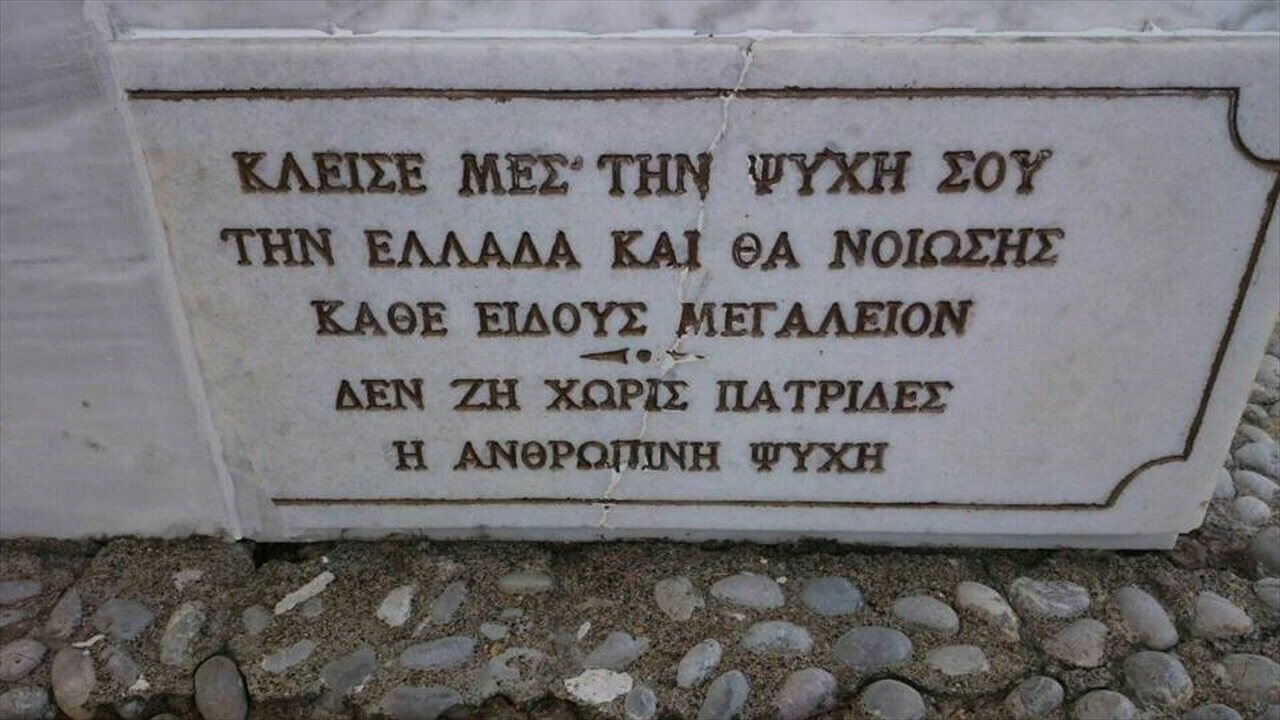 ΚΛΕΙΣΕ ΜΕΣ' ΤΗΝ ΨΥΧΗ ΣΟΥ
ΤΗΝ ΕΛΛΑΔΑ ΚΑΙ ΘΑ ΝΟΙΩΣΗΣ
ΚΑΘΕ ΕΙΔΟΥΣ ΜΕΓΑΛΕΙΟΝ
ΔΕΝ ΖΗ ΧΩΡΙΣ ΠΑΤΡΙΔΕΣ
Η ΑΝΘΡΩΠΙΝΗ ΨΥΧΗ